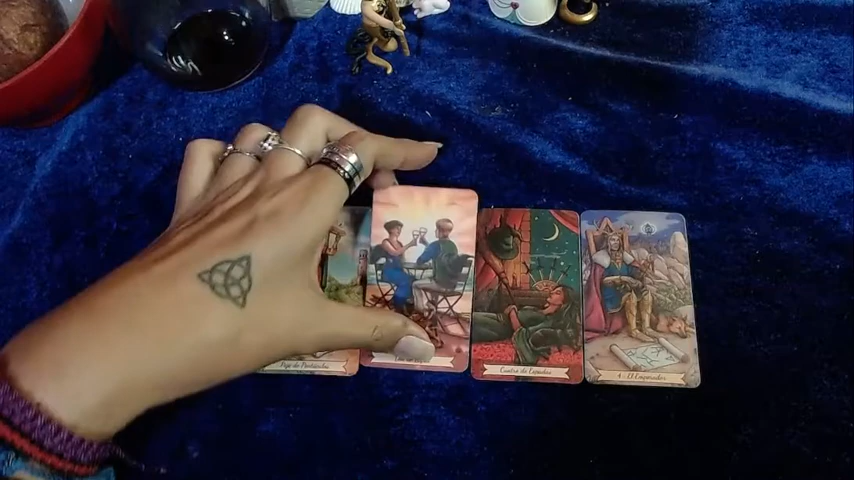 Paje de Pentáculos
Cuatro de Espadas
4 - El Emperador